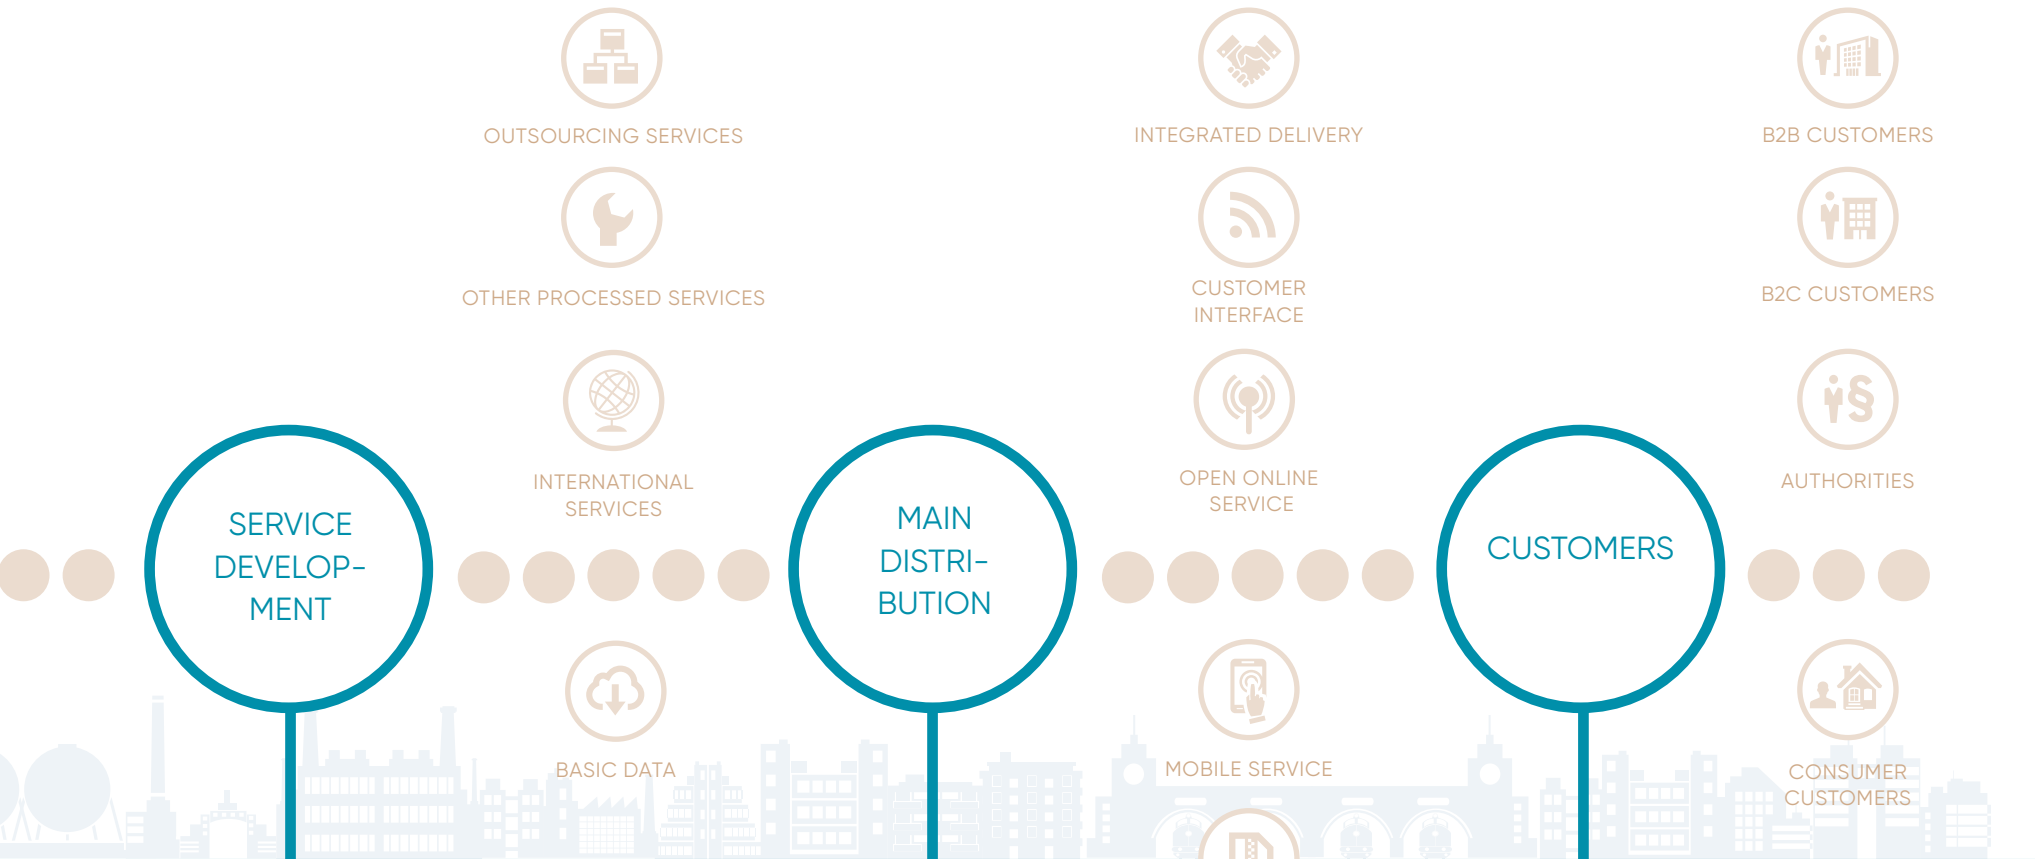 OUTSOURCING SERVICES
OTHER PROCESSED SERVICES
INTERNATIONAL
SERVICES
SERVICE
DEVELOP-
MENT
BASIC DATA
MAIN
DISTRI-
BUTION
INTEGRATED DELIVERY
CUSTOMER
INTERFACE
OPEN ONLINE
SERVICE
MOBILE SERVICE
CUSTOMERS
B2B CUSTOMERS
B2C CUSTOMERS
§
AUTHORITIES
CONSUMER
CUSTOMERS